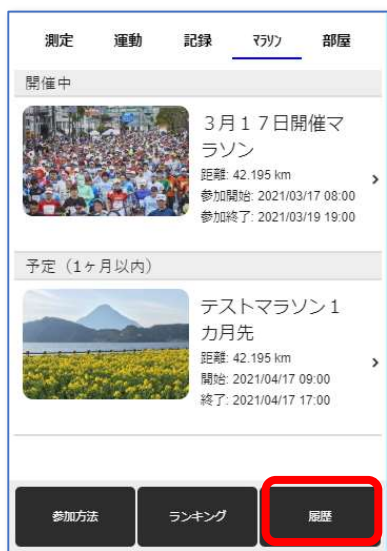 測定 運動 記録 ﾏﾗｿﾝ 部屋
開催中
３月１７日開催マ
ラソン
距離: 42.195 km
参加開始: 2021/03/17 08:00
参加終了: 2021/03/19 19:00
予定（1ヶ月以内）
テストマラソン１
カ月先
距離: 42.195 km
開始: 2021/04/17 09:00
終了: 2021/04/17 17:00
参加方法 ランキング 履歴